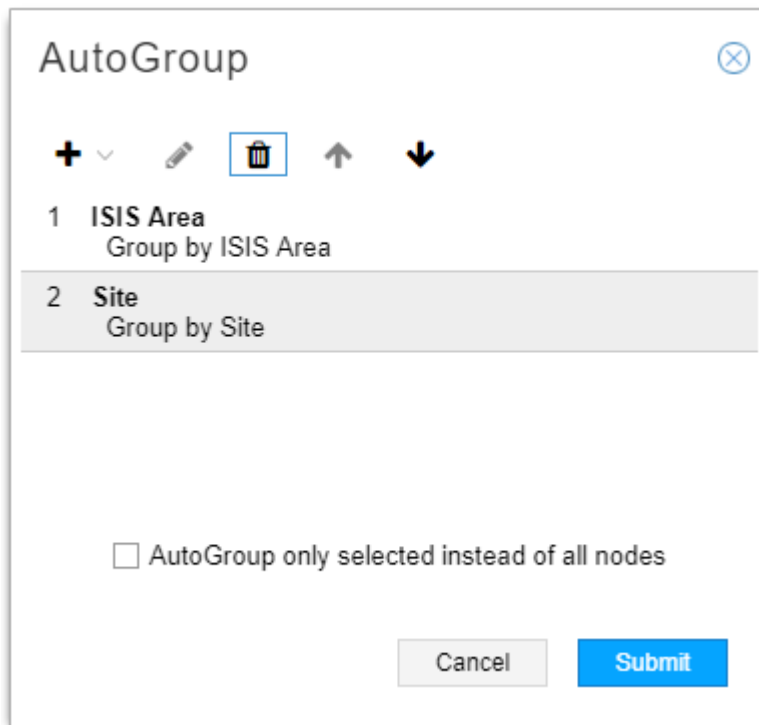 AutoGroup
1 ISIS Area
Group by ISIS Area
2 Site
Group by Site
AutoGroup only selected instead of all nodes
Cancel Submit